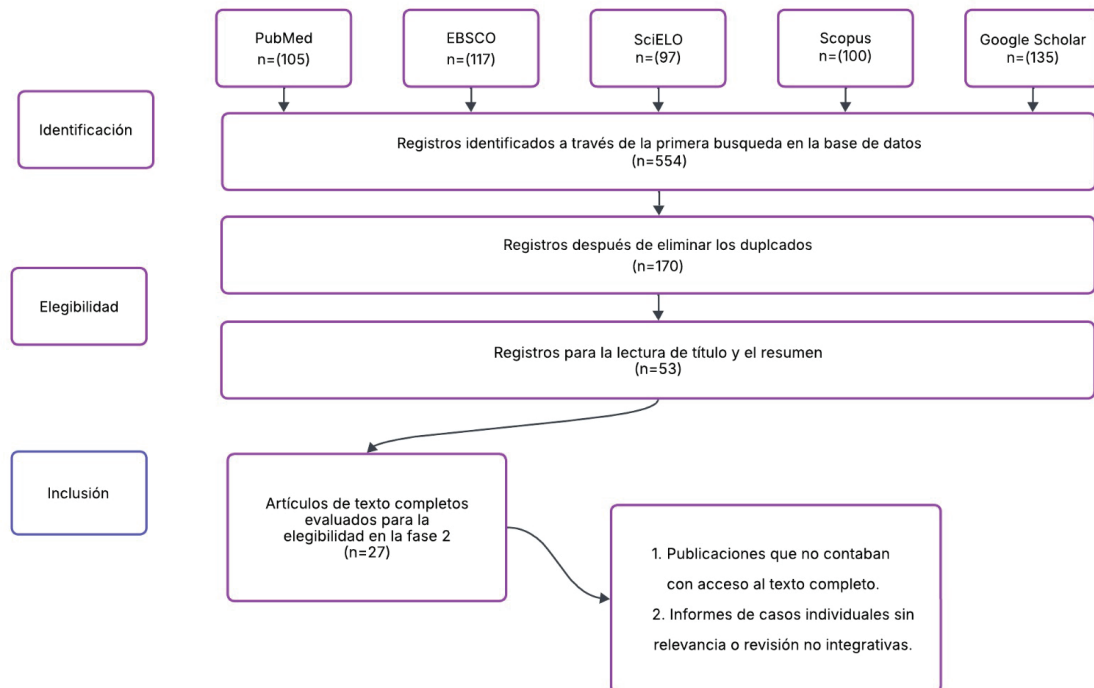 PubMed
n=(105)
EBSCO
n=(117)
SciELO
n=(97)
Scopus
n=(100)
Google Scholar
n=(135)
Identificación
Registros identificados a través de la primera busqueda en la base de datos
(n=554)
Registros después de eliminar los duplcados
(n=170)
Elegibilidad
Registros para la lectura de título y el resumen
(n=53)
Inclusión
Artículos de texto completos
evaluados para la
elegibilidad en la fase 2
(n=27)
1. Publicaciones que no contaban
con acceso al texto completo.
2. Informes de casos individuales sin
relevancia o revisión no integrativas.